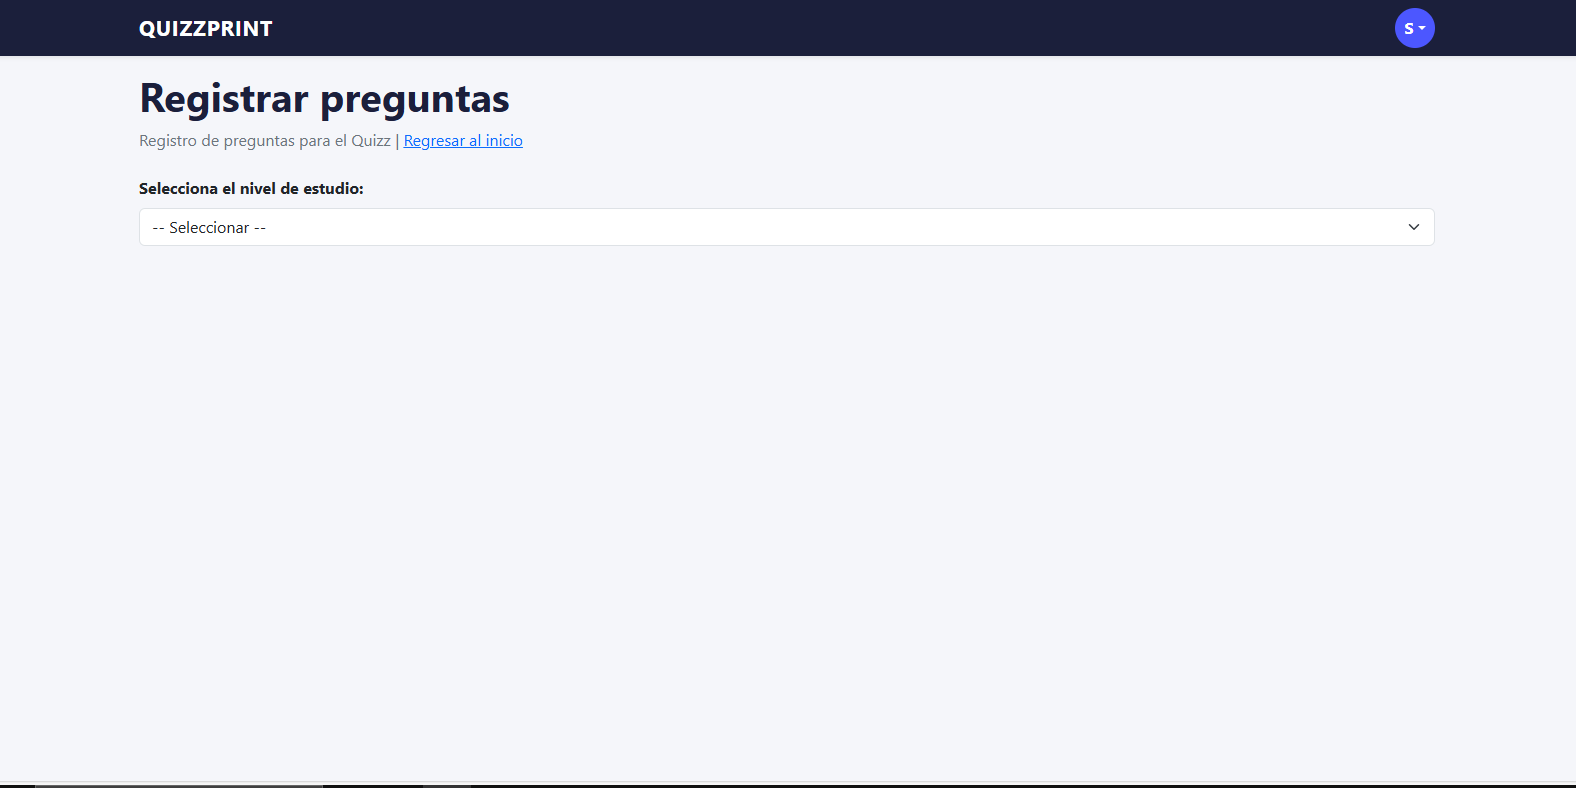 QUIZZPRINT
S
Registrar preguntas
Registro de preguntas para el Quizz | Regresar al inicio
Selecciona el nivel de estudio:
-- Seleccionar --